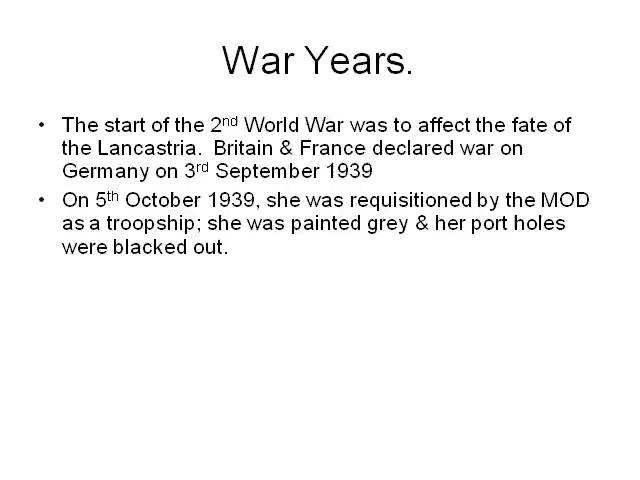 War Years.
• The start of the 2nd World War was to affect the fate of
the Lancastria.  Britain & France declared war on
Germany on 3rd September 1939
• On 5th October 1939, she was requisitioned by the MOD
as a troopship; she was painted grey & her port holes
were blacked out.